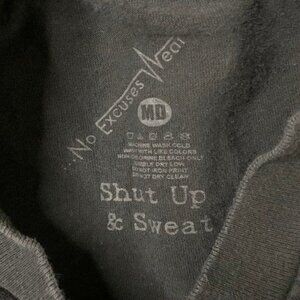 No Excuses Wear
MD
MACHINE WASH COLD
WASH WITH LIKE COLORS
NON-CHLORINE BLEACH ONLY
TUMBLE DRY LOW
DO NOT IRON PRINT
DO NOT DRY CLEAN
Shut Up
& Sweat